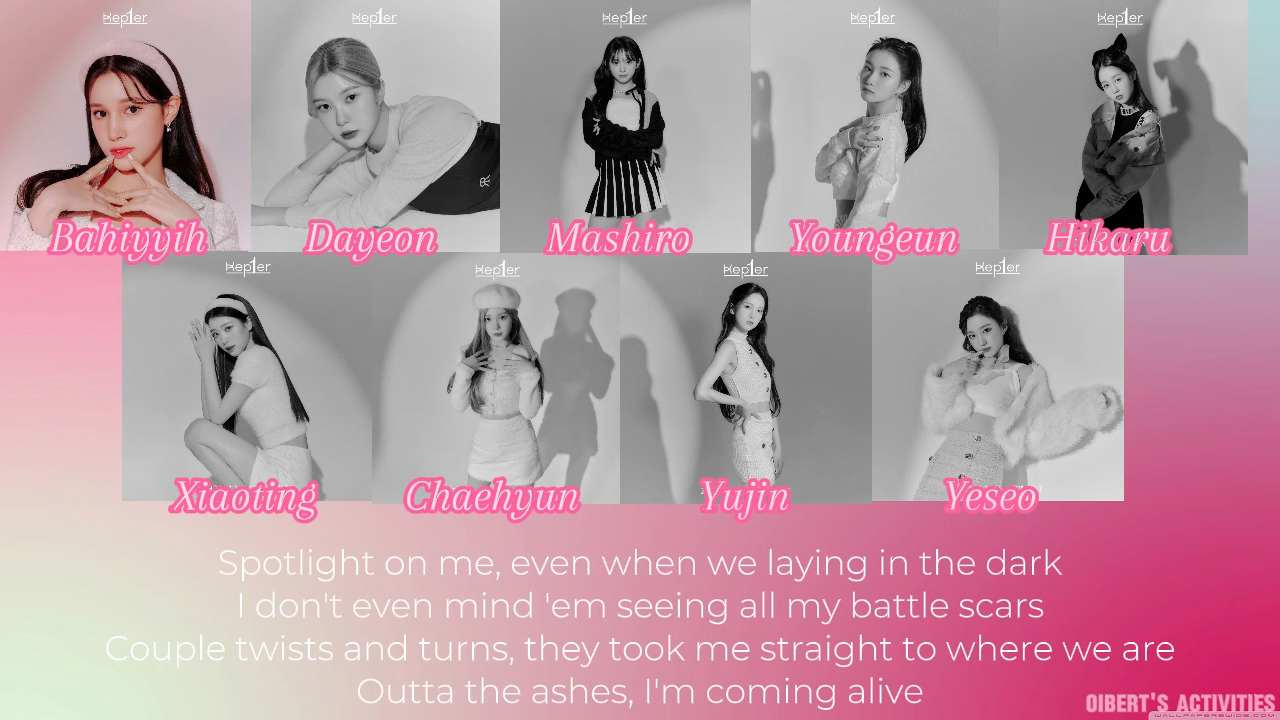 Kep1er
Kep1er
Kep1er
Kep1er
Kep1er
Bahiyyih
Dayeon
Mashiro
Youngeun
Hikaru
Kep1er
Kep1er
Kep1er
Kep1er
Xiaoting
Chaehyun
Yujin
Yeseo
Spotlight on me, even when we laying in the dark
I don't even mind 'em seeing all my battle scars
Couple twists and turns, they took me straight to where we are
Outta the ashes, I'm coming alive
OIBERT'S ACTIVITIES
WALLPAPERSWIDE.COM